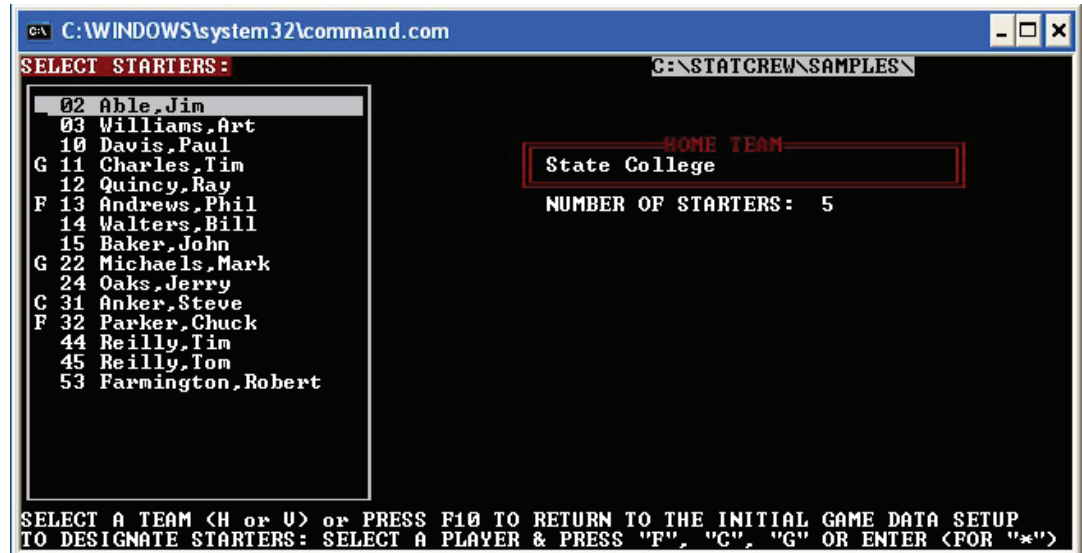 C:\WINDOWS\system32\command.com
SELECT STARTERS:
C:\STATCREW\SAMPLES\
02 Able,Jim
03 Williams,Art
10 Davis,Paul
G 11 Charles,Tim
12 Quincy,Ray
F 13 Andrews,Phil
14 Walters,Bill
15 Baker,John
G 22 Michaels,Mark
24 Oaks,Jerry
C 31 Anker,Steve
F 32 Parker,Chuck
44 Reilly,Tim
45 Reilly,Tom
53 Farmington,Robert
HOME TEAM
State College
NUMBER OF STARTERS: 5
SELECT A TEAM (H or V) or PRESS F10 TO RETURN TO THE INITIAL GAME DATA SETUP
TO DESIGNATE STARTERS: SELECT A PLAYER & PRESS "F", "C", "G" OR ENTER (FOR "*")